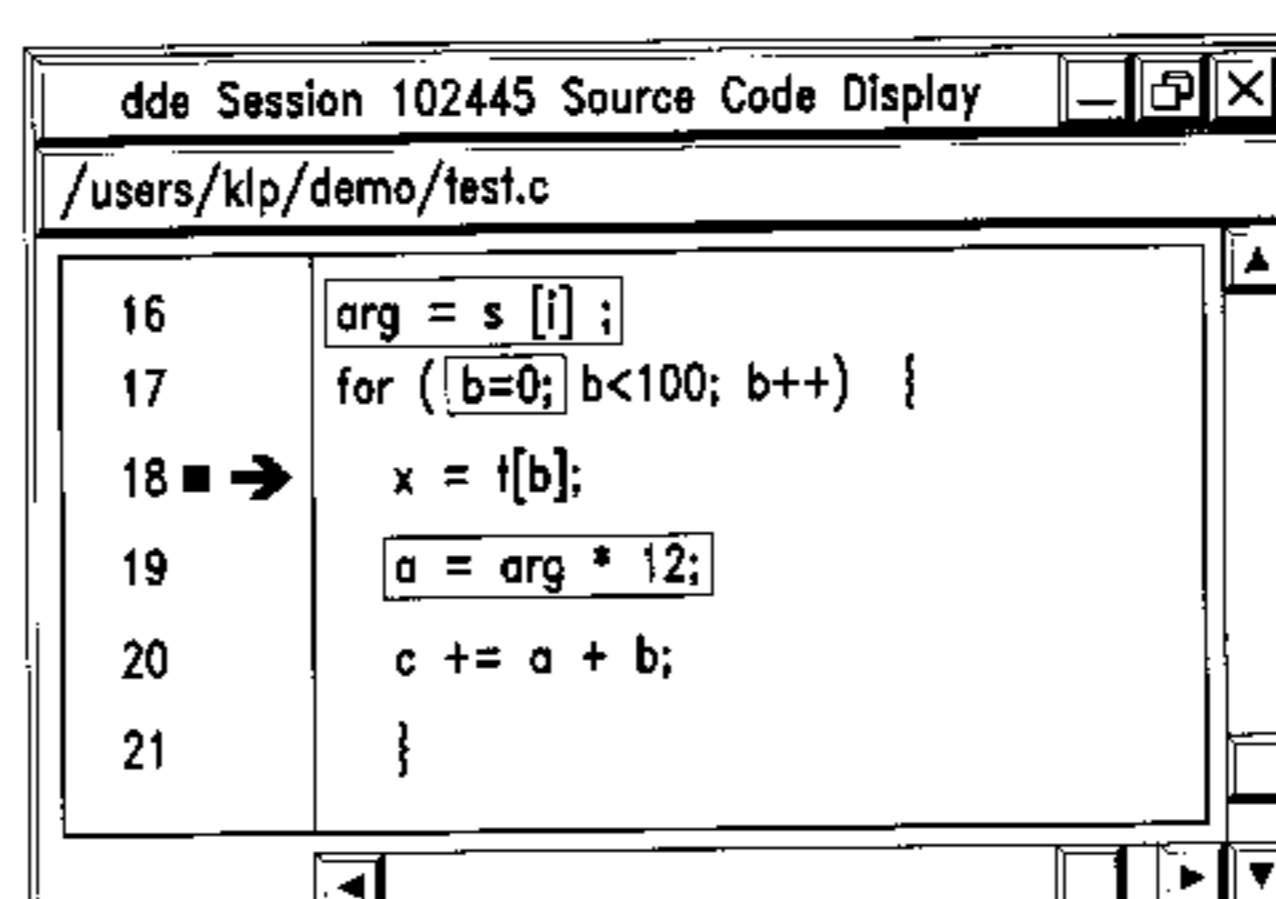 dde Session 102445 Source Code Display
/users/klp/demo/test.c
16 arg = s [i] ;
17 for ( b=0; b<100; b++) {
18 x = t[b];
19 a = arg * 12;
20 c += a + b;
21 }